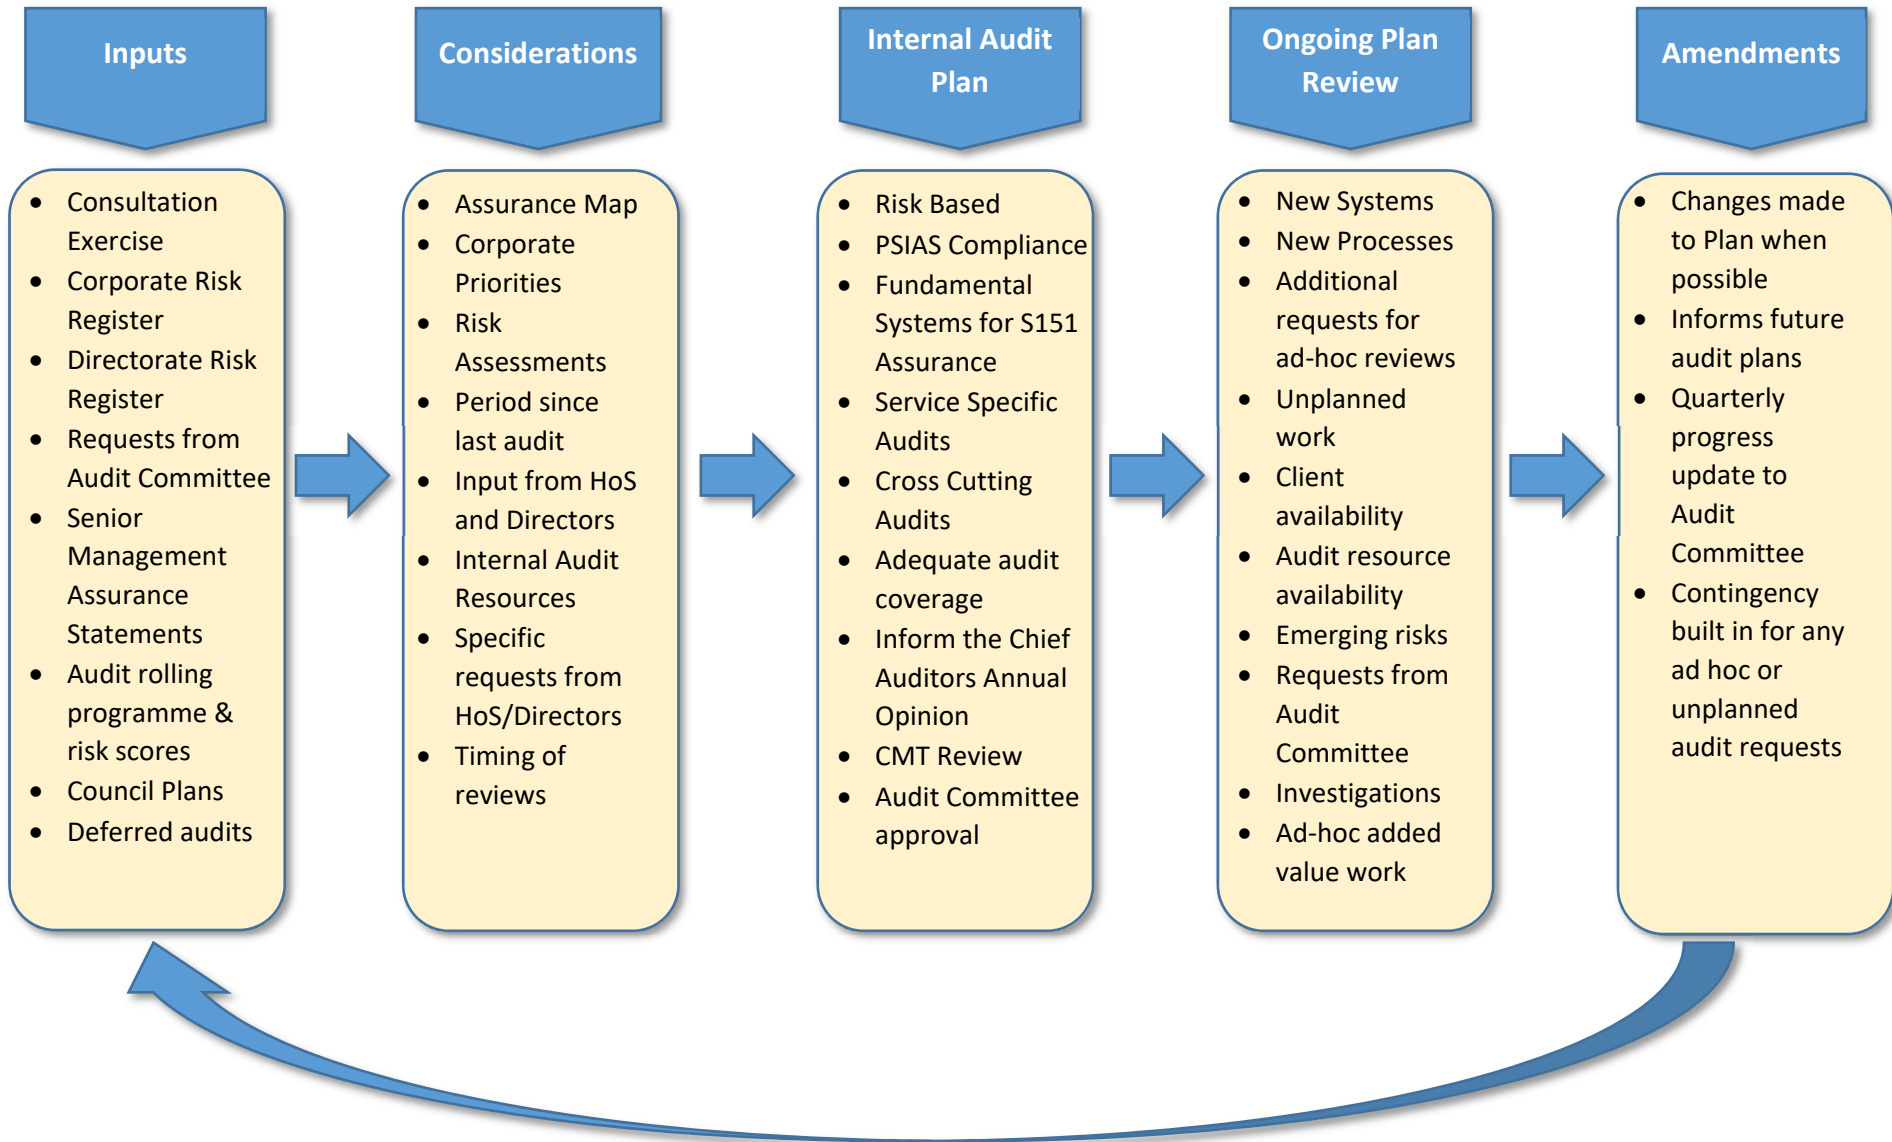 Inputs
• Consultation
Exercise
• Corporate Risk
Register
• Directorate Risk
Register
• Requests from
Audit Committee
• Senior
Management
Assurance
Statements
• Audit rolling
programme &
risk scores
• Council Plans
• Deferred audits
Considerations
• Assurance Map
• Corporate
Priorities
• Risk
Assessments
• Period since
last audit
• Input from HoS
and Directors
• Internal Audit
Resources
• Specific
requests from
HoS/Directors
• Timing of
reviews
Internal Audit
Plan
• Risk Based
• PSIAS Compliance
• Fundamental
Systems for S151
Assurance
• Service Specific
Audits
• Cross Cutting
Audits
• Adequate audit
coverage
• Inform the Chief
Auditors Annual
Opinion
• CMT Review
• Audit Committee
approval
Ongoing Plan
Review
• New Systems
• New Processes
• Additional
requests for
ad-hoc reviews
• Unplanned
work
• Client
availability
• Audit resource
availability
• Emerging risks
• Requests from
Audit
Committee
• Investigations
• Ad-hoc added
value work
Amendments
• Changes made
to Plan when
possible
• Informs future
audit plans
• Quarterly
progress
update to
Audit
Committee
• Contingency
built in for any
ad hoc or
unplanned
audit requests